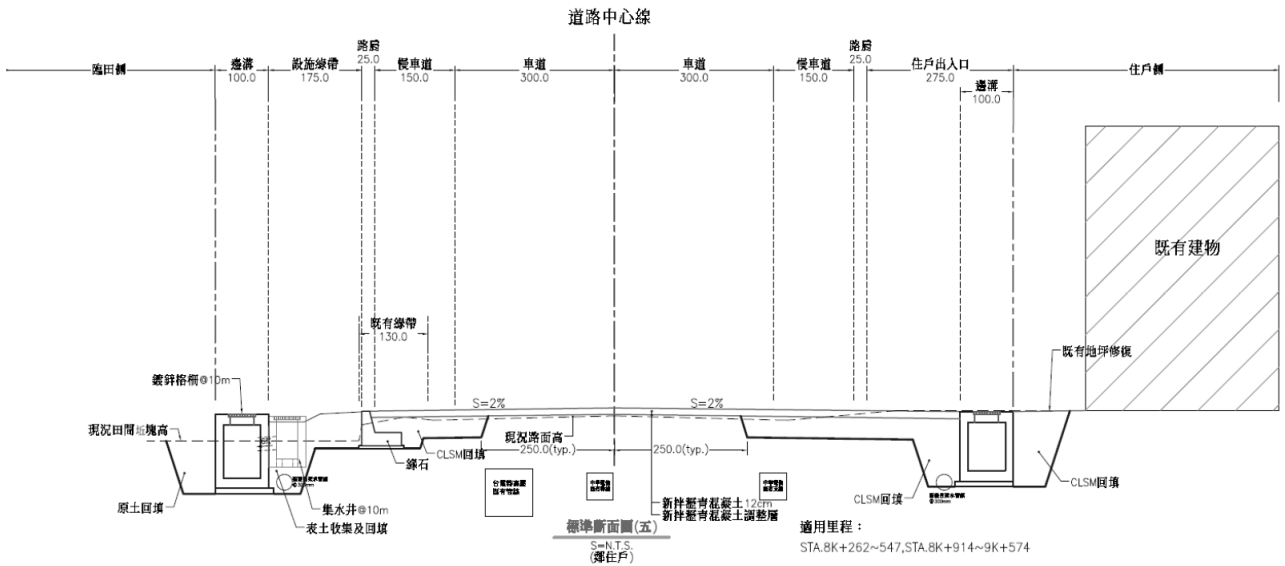 道路中心線
臨田側
邊溝
100.0
設施綠帶
175.0
路肩
25.0
慢車道
150.0
車道
300.0
車道
300.0
慢車道
150.0
路肩
25.0
住戶出入口
275.0
邊溝
100.0
住戶側
既有建物
既有綠帶
130.0
既有地坪修復
鍍鋅格柵@10m
S=2%
S=2%
現況田間坵塊高
現況路面高
CLSM回填
250.0(typ.)
250.0(typ.)
緣石
原土回填
集水井@10m
表土收集及回填
台電特高壓
既有管線
CLSM回填
CLSM回填
新拌瀝青混凝土12cm
新拌瀝青混凝土調整層
標準斷面圖(五)
S=N.T.S.
(鄰住戶)
適用里程：
STA.8K+262~547,STA.8K+914~9K+574